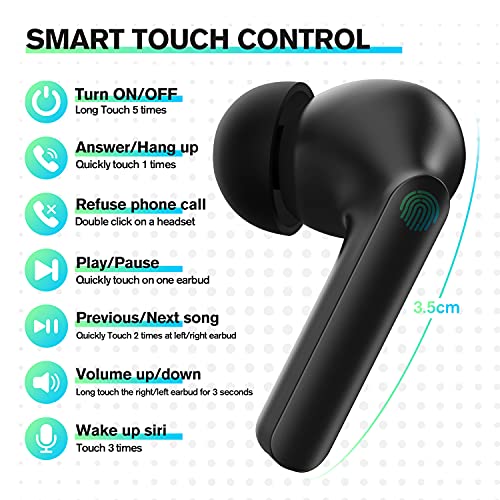 SMART TOUCH CONTROL
Turn ON/OFF
Long Touch 5 times
Answer/Hang up
Quickly touch 1 times
Refuse phone call
Double click on a headset
Play/Pause
Quickly touch on one earbud
Previous/Next song
Quickly Touch 2 times at left/right earbud
Volume up/down
Long touch the right/left earbud for 3 seconds
Wake up siri
Touch 3 times
3.5cm